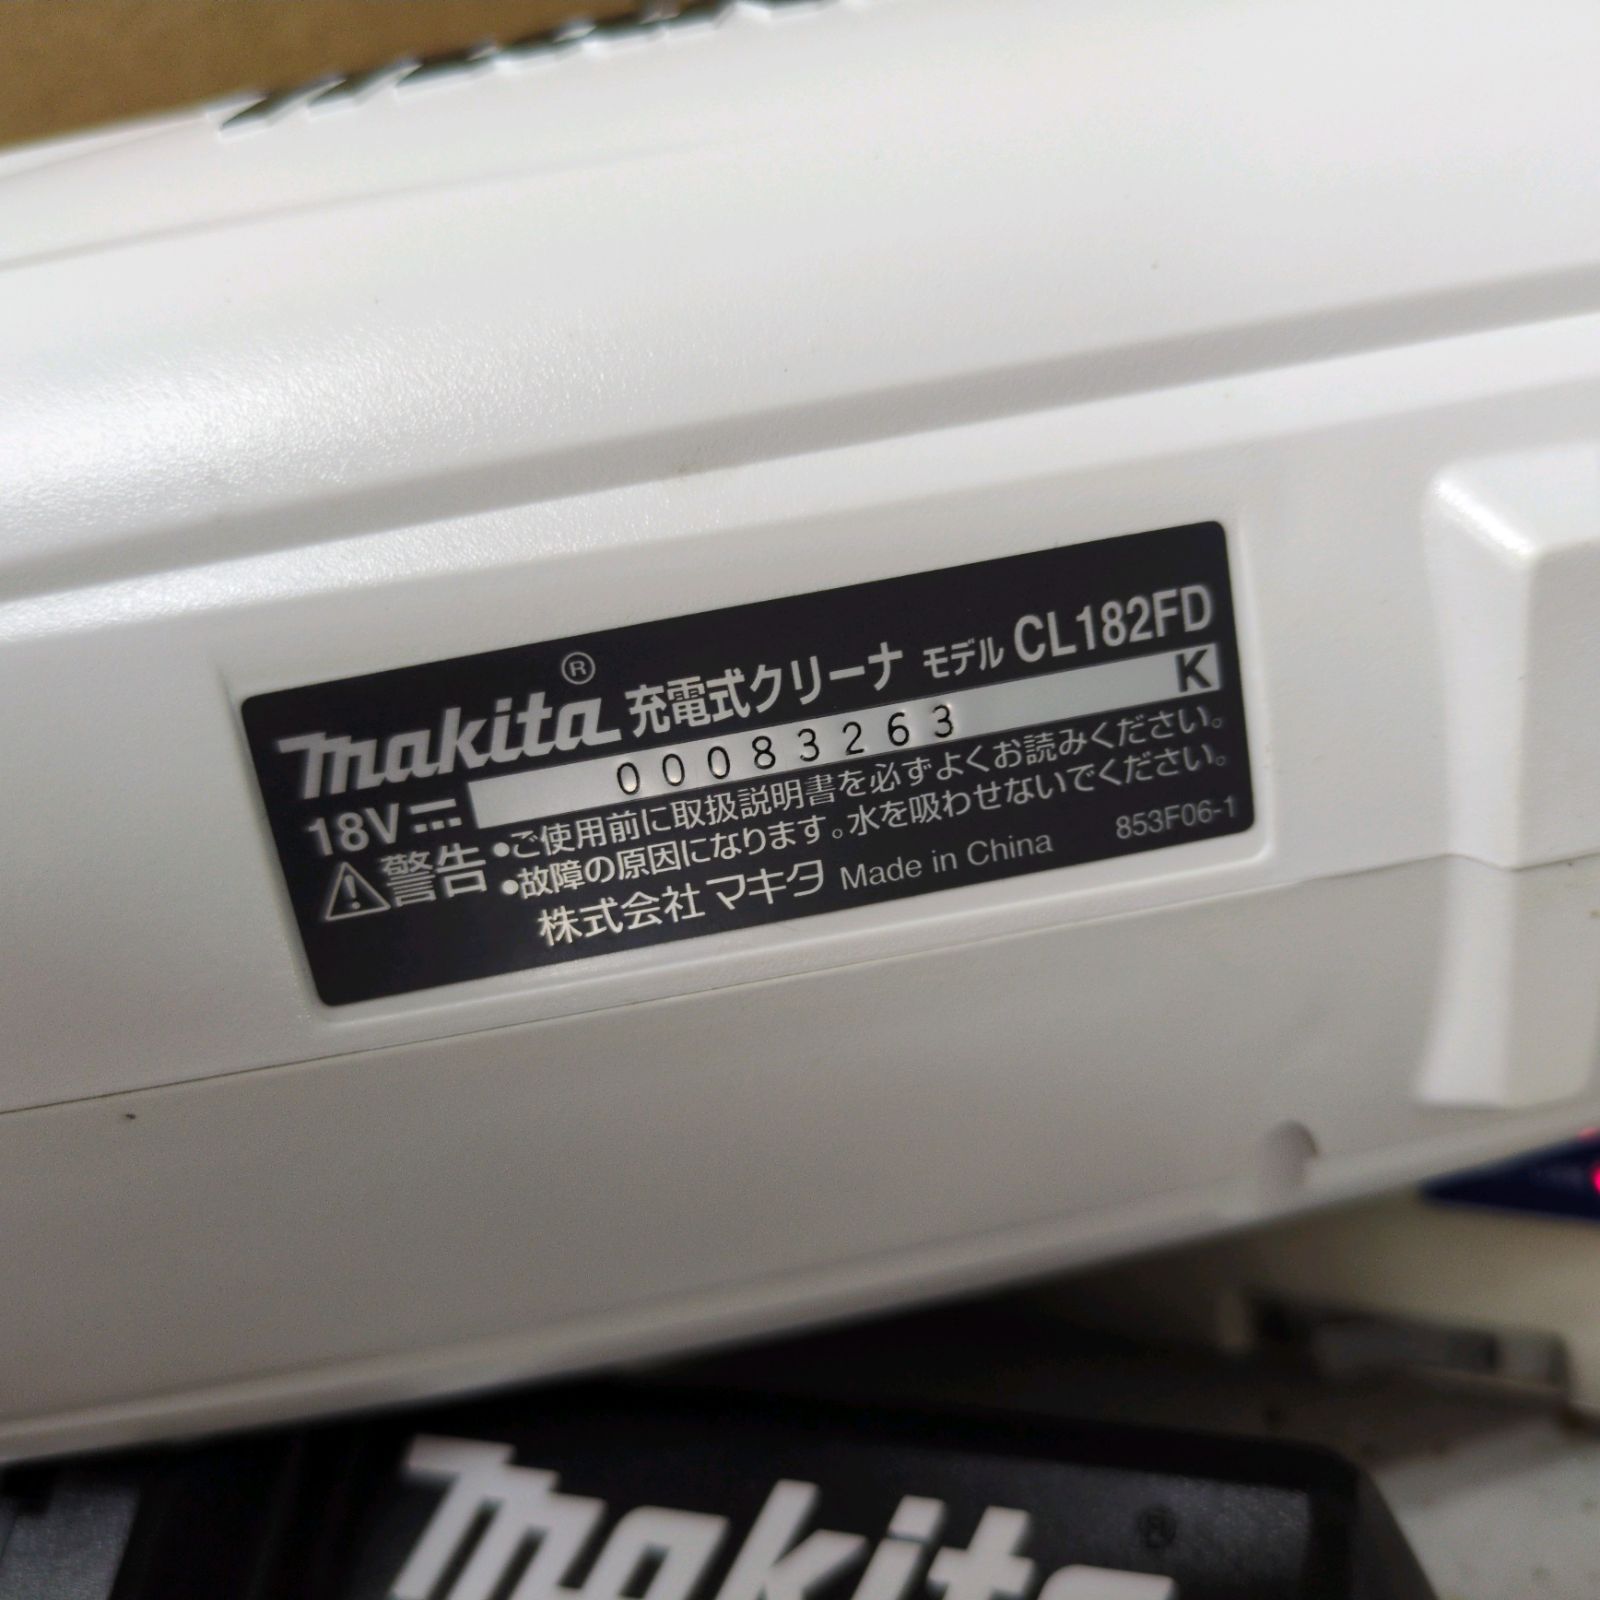 makita® 充電式クリーナ モデル CL182FD
18V⎓ 00083263 K
⚠警告 •ご使用前に取扱説明書を必ずよくお読みください。
•故障の原因になります。水を吸わせないでください。
株式会社 マキタ Made in China 853F06-1
makita®